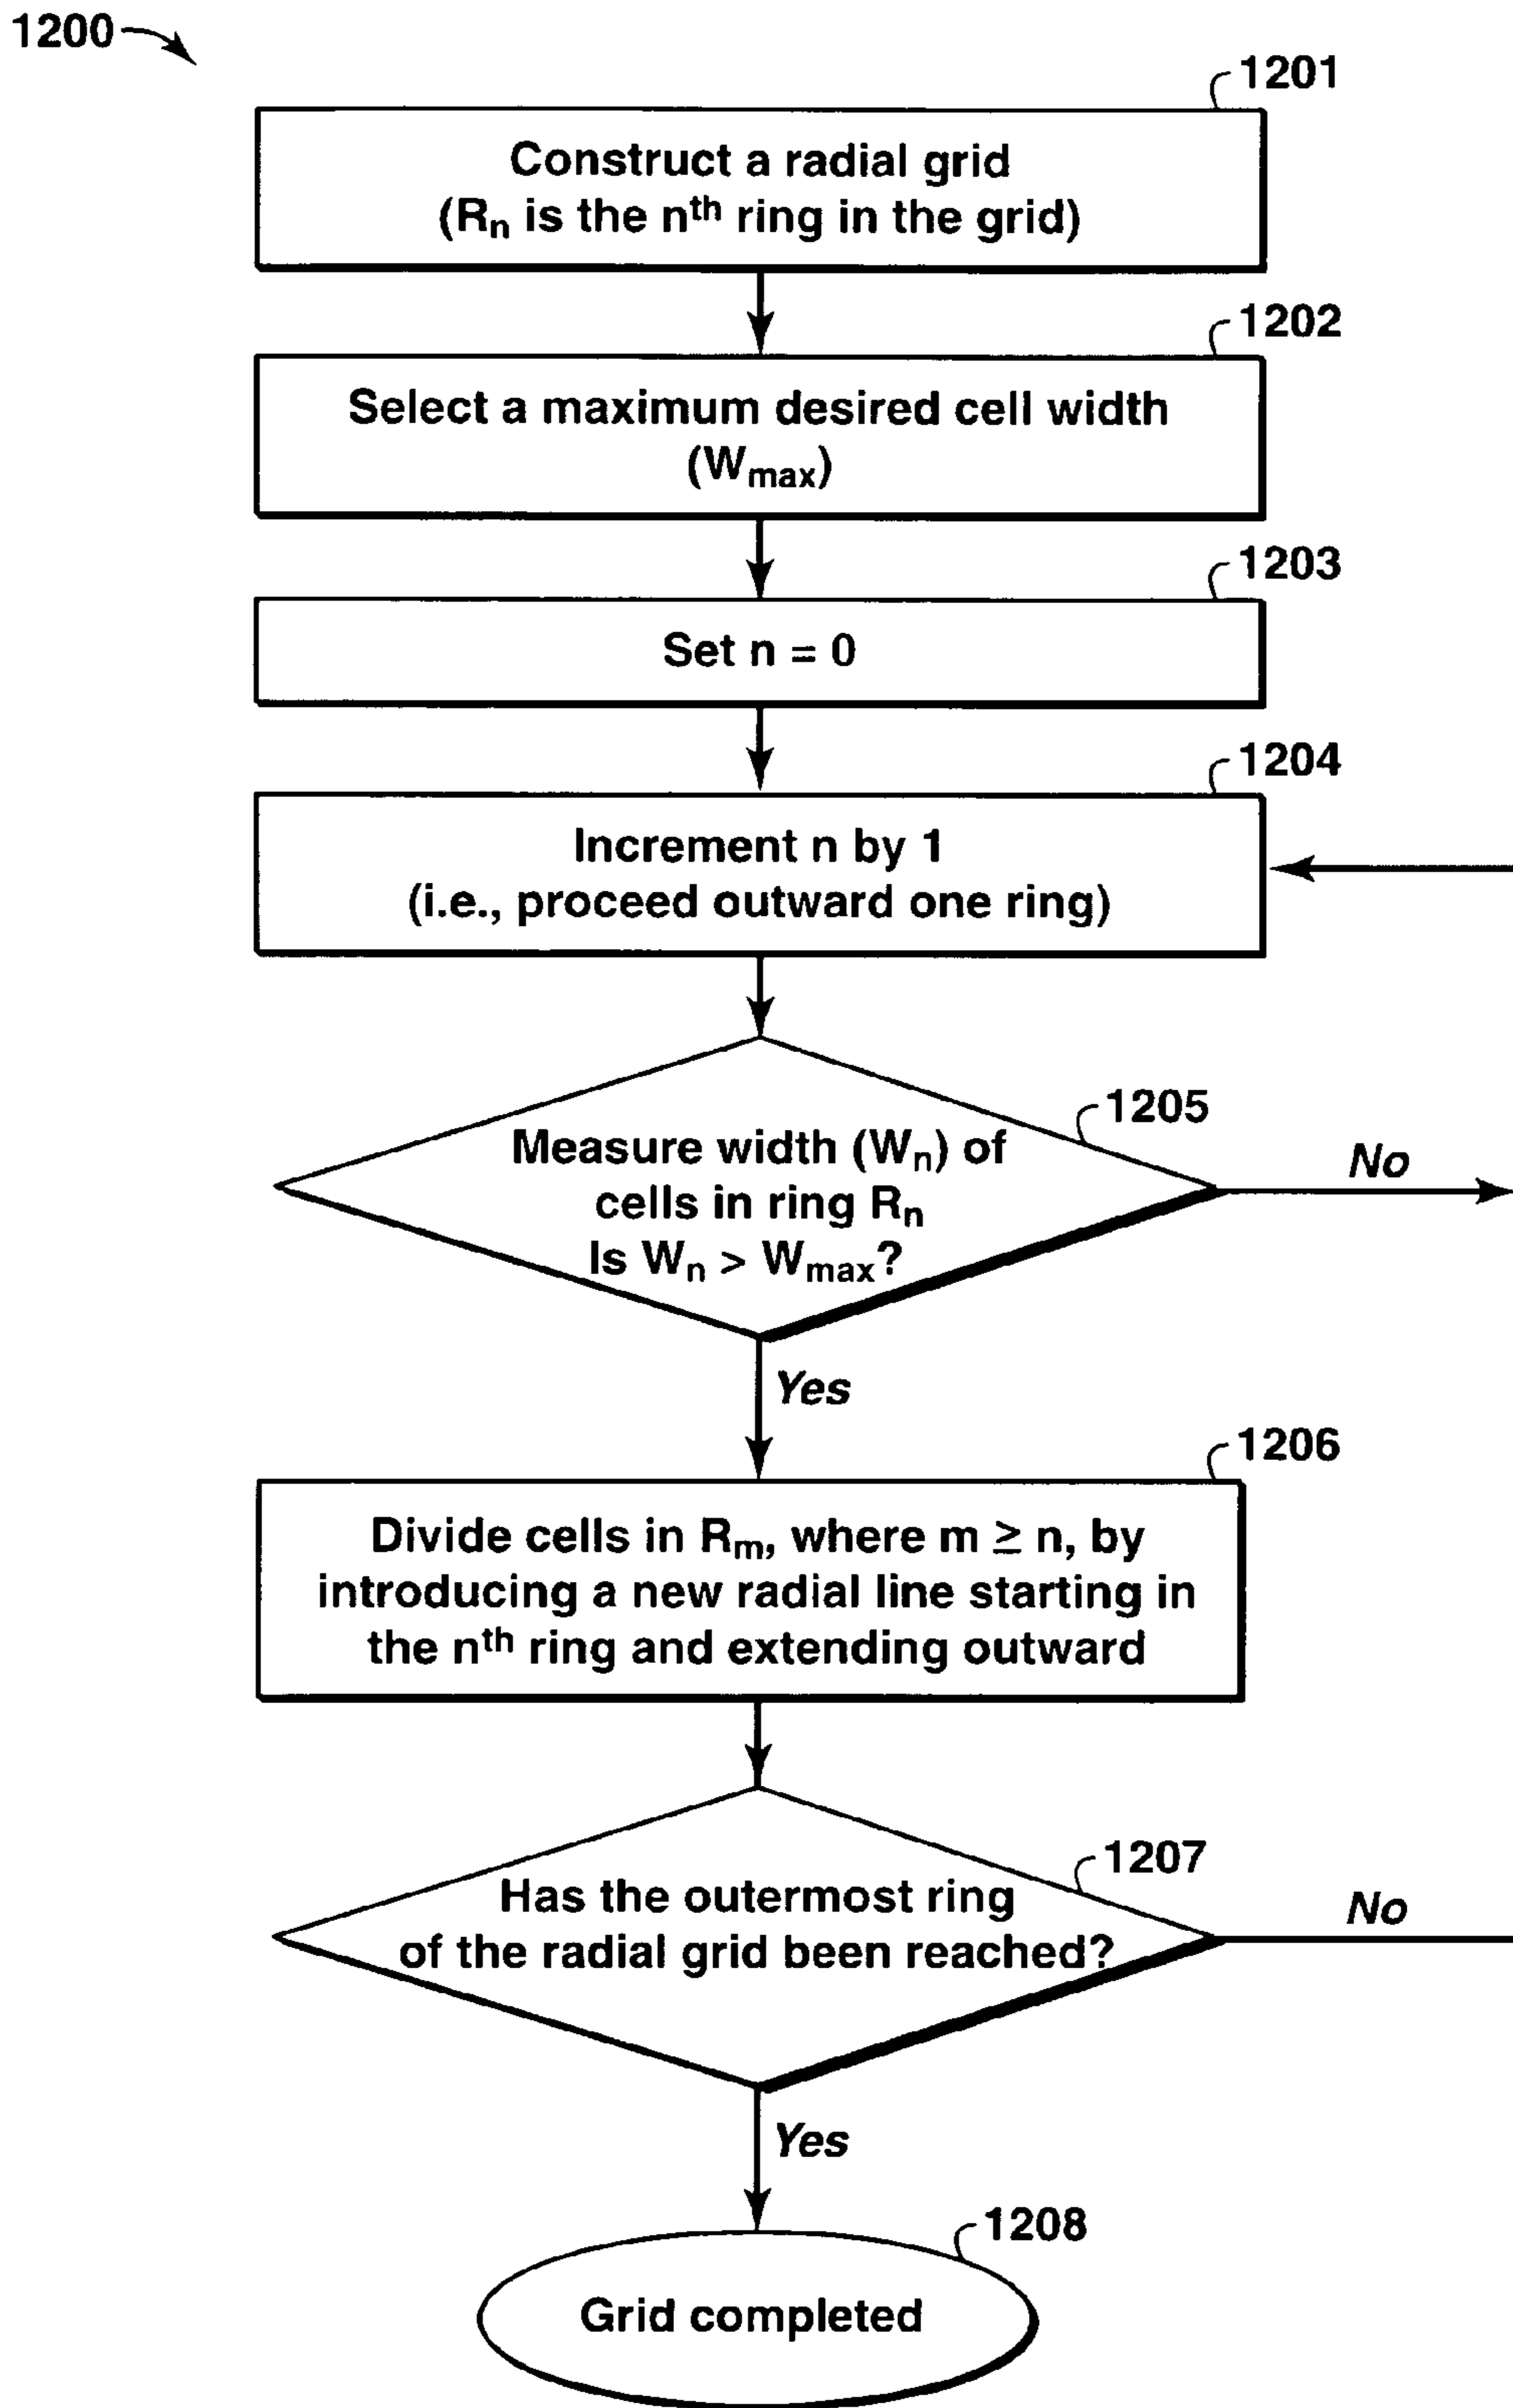 1200
1201
Construct a radial grid
(Rn is the nth ring in the grid)
1202
Select a maximum desired cell width
(Wmax)
1203
Set n = 0
1204
Increment n by 1
(i.e., proceed outward one ring)
1205
Measure width (Wn) of
cells in ring Rn
Is Wn > Wmax?
No
Yes
1206
Divide cells in Rm, where m ≥ n, by
introducing a new radial line starting in
the nth ring and extending outward
1207
Has the outermost ring
of the radial grid been reached?
No
Yes
1208
Grid completed